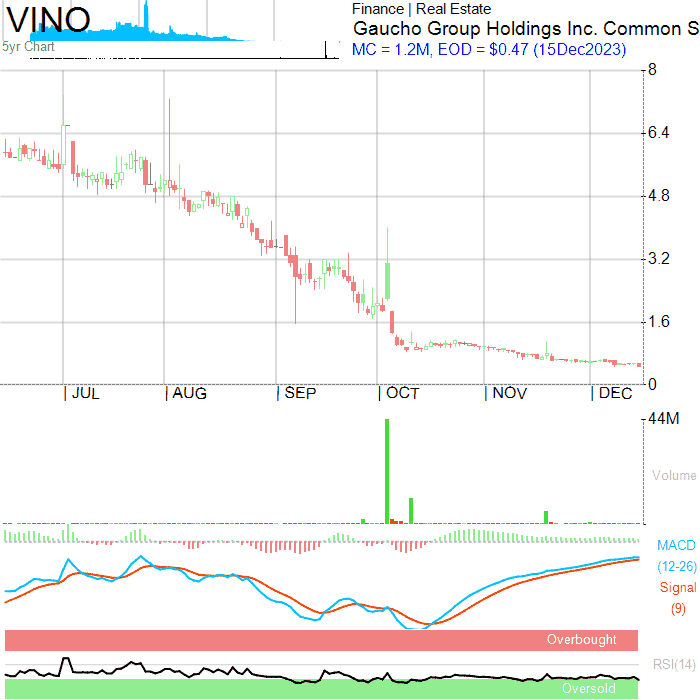 VINO
5yr Chart
Finance | Real Estate
Gaucho Group Holdings Inc. Common S
MC = 1.2M, EOD = $0.47 (15Dec2023)
8
6.4
4.8
3.2
1.6
0
JUL AUG SEP OCT NOV DEC
44M
Volume
MACD
(12-26)
Signal
(9)
Overbought
RSI(14)
Oversold